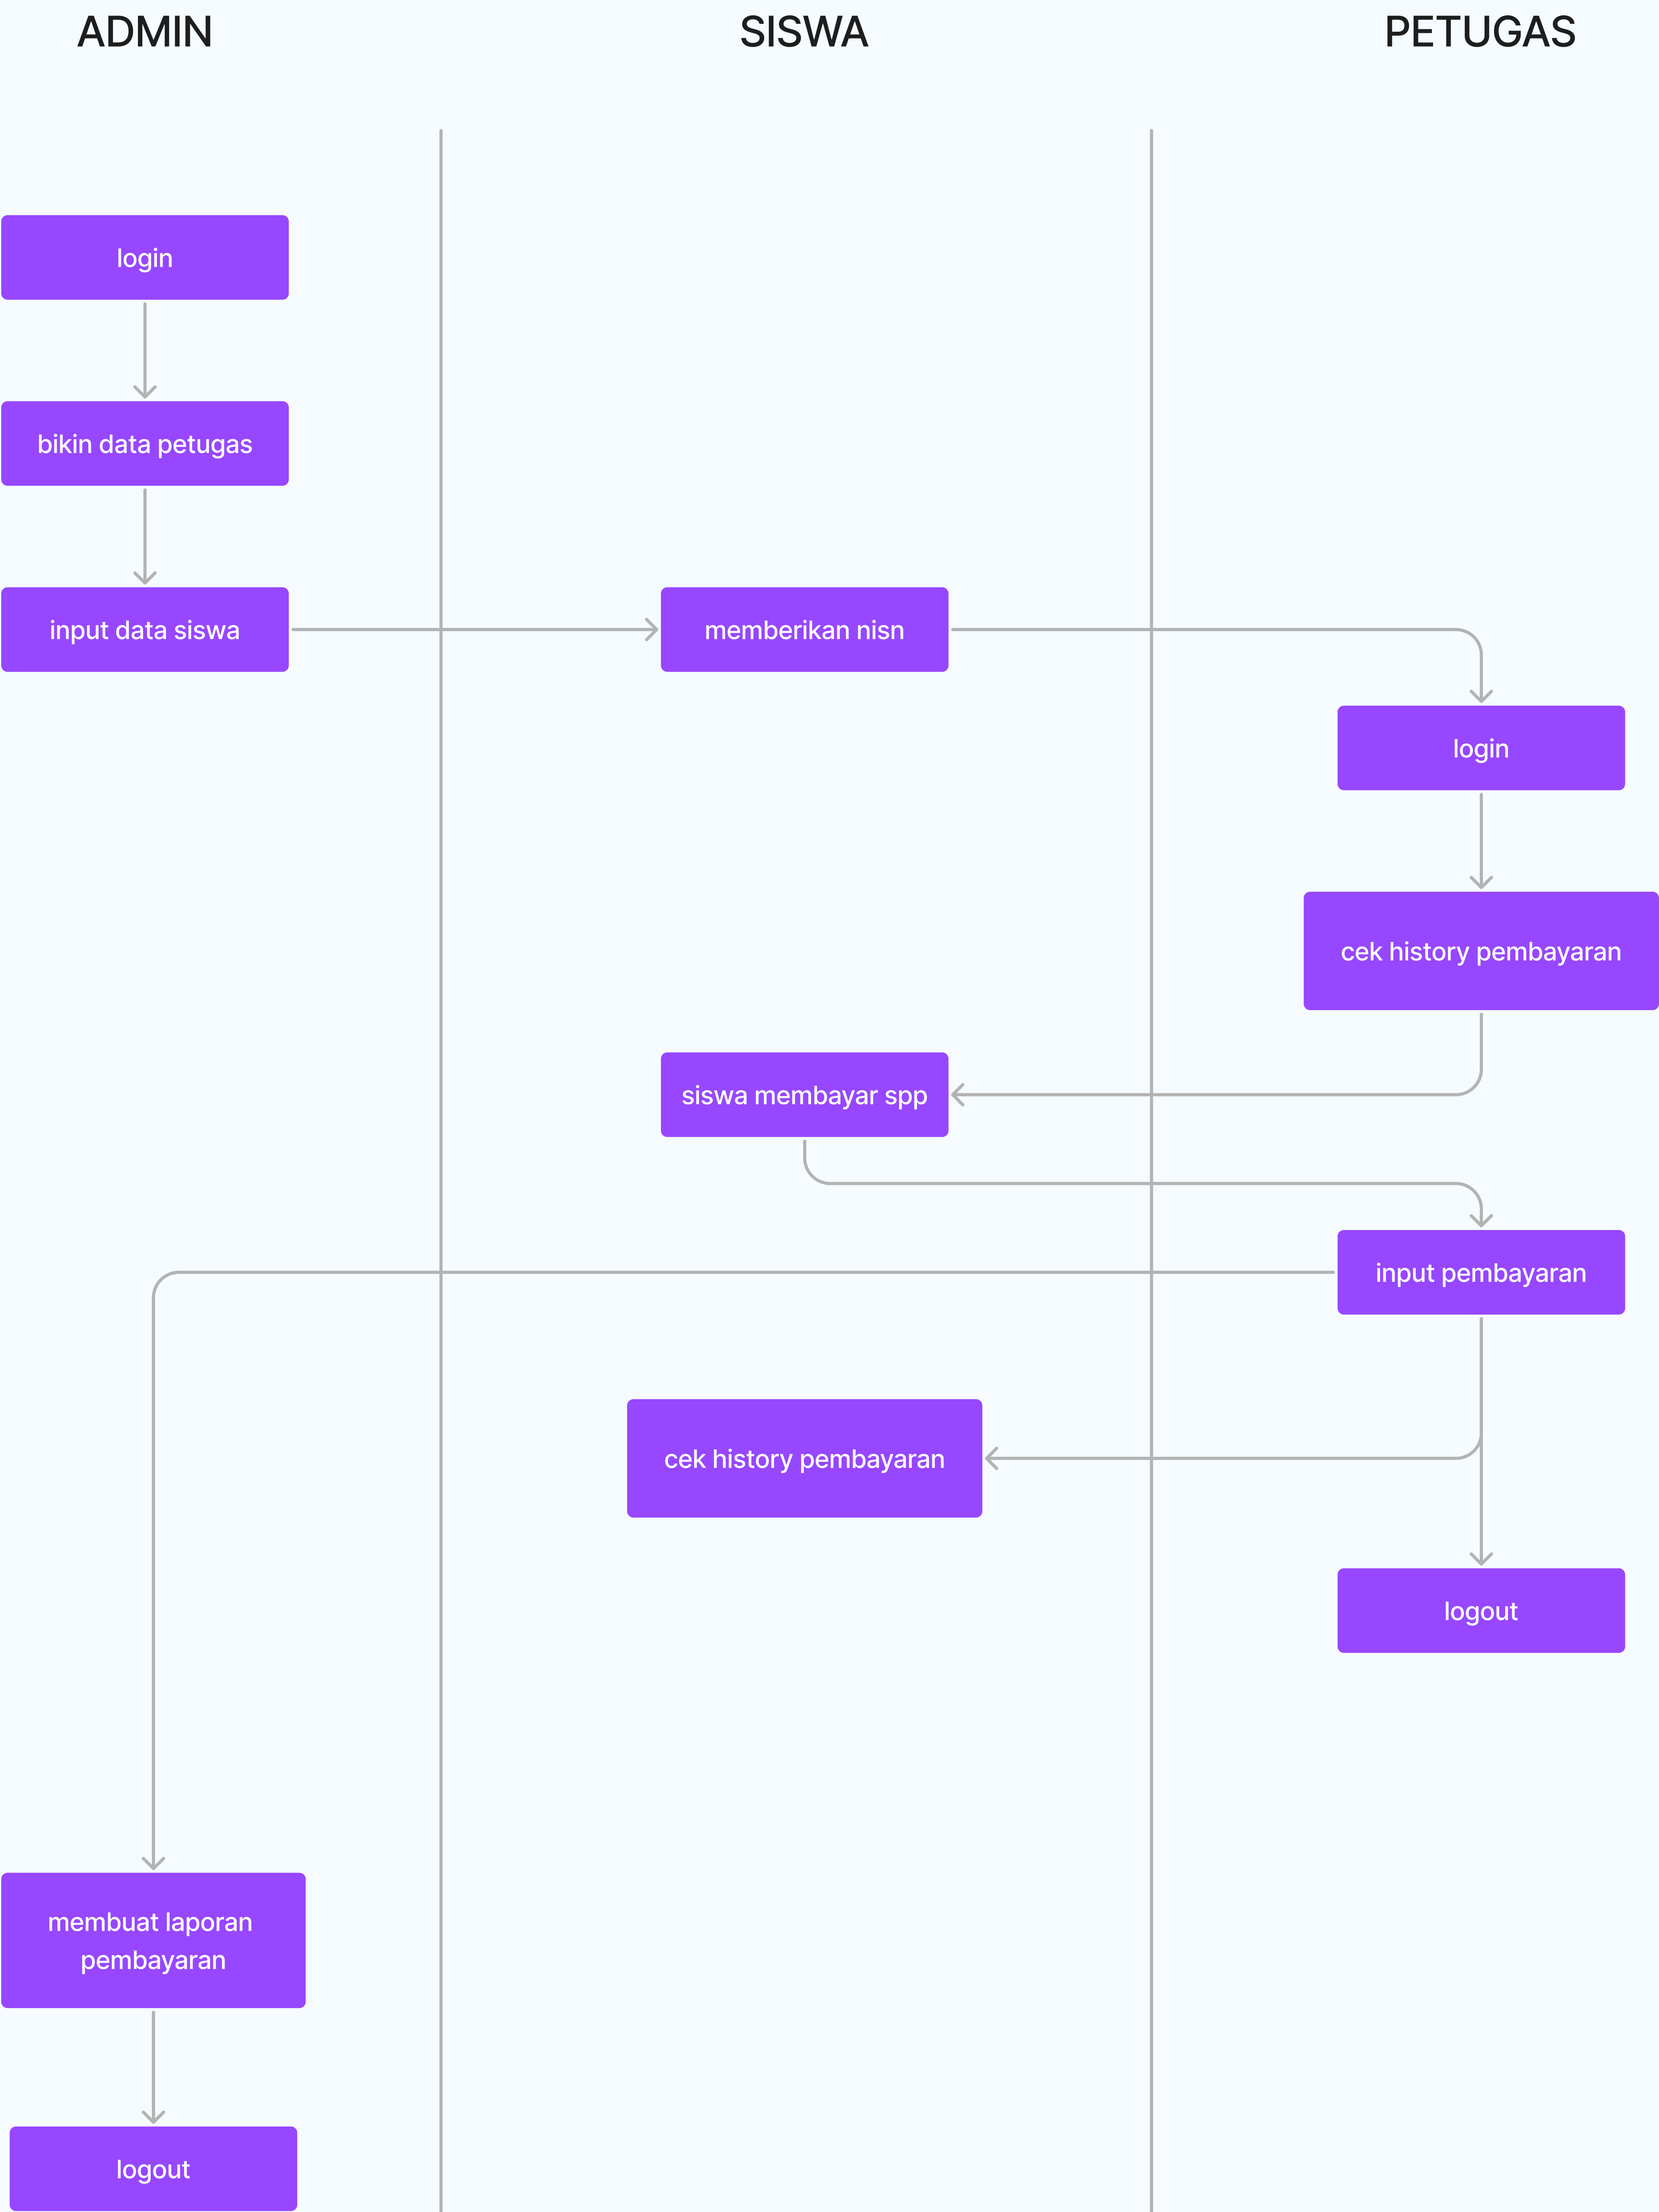 ADMIN
SISWA
PETUGAS
login
bikin data petugas
input data siswa
memberikan nisn
login
cek history pembayaran
siswa membayar spp
input pembayaran
cek history pembayaran
logout
membuat laporan
pembayaran
logout